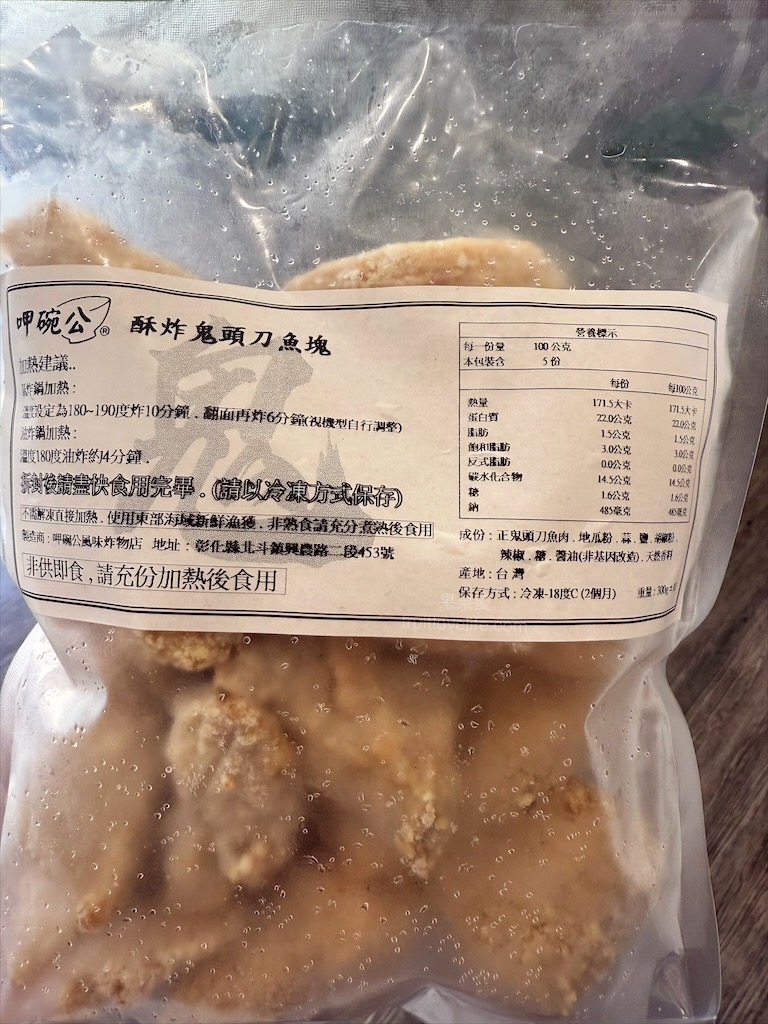 呷碗公®
酥炸鬼頭刀魚塊
鬼
加熱建議..
炸鍋加熱：
溫度設定為180~190度炸10分鐘．翻面再炸6分鐘(視機型自行調整)
油炸鍋加熱：
溫度180度油炸約4分鐘．
拆封後請盡快食用完畢。(請以冷凍方式保存)
不需解凍直接加熱．使用東部海域新鮮漁獲．非熟食請充分煮熟後食用
製造商：呷碗公風味炸物店 地址：彰化縣北斗鎮興農路二段453號
非供即食,請充份加熱後食用
營養標示
每一份量 100公克
本包裝含 5份
每份 每100公克
熱量 171.5大卡 171.5大卡
蛋白質 22.0公克 22.0公克
脂肪 1.5公克 1.5公克
飽和脂肪 3.0公克 3.0公克
反式脂肪 0.0公克 0.0公克
碳水化合物 14.5公克 14.5公克
糖 1.6公克 1.6公克
鈉 485毫克 485毫克
成份：正鬼頭刀魚肉．地瓜粉．蒜．鹽．胡椒粉．
辣椒．糖．醬油(非基因改造)．天然香料
產地：台灣
保存方式：冷凍-18度C (2個月) 重量：300g